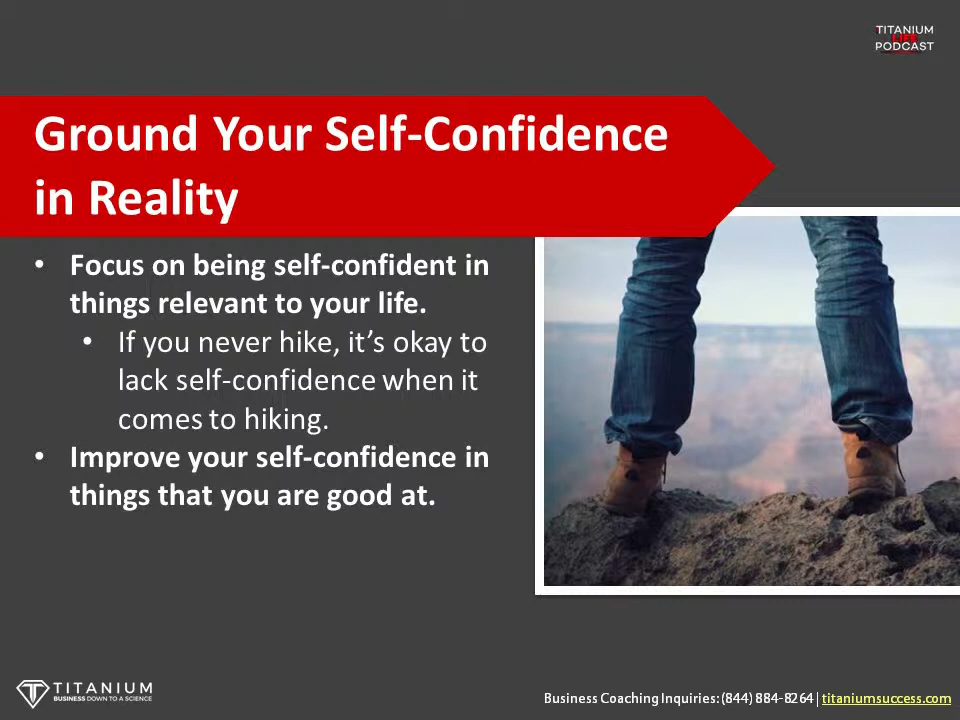 TITANIUM
LIFE
PODCAST
Ground Your Self-Confidence
in Reality
• Focus on being self-confident in
things relevant to your life.
• If you never hike, it’s okay to
lack self-confidence when it
comes to hiking.
• Improve your self-confidence in
things that you are good at.
TITANIUM
BUSINESS DOWN TO A SCIENCE
Business Coaching Inquiries: (844) 884-8264 | titaniumsuccess.com